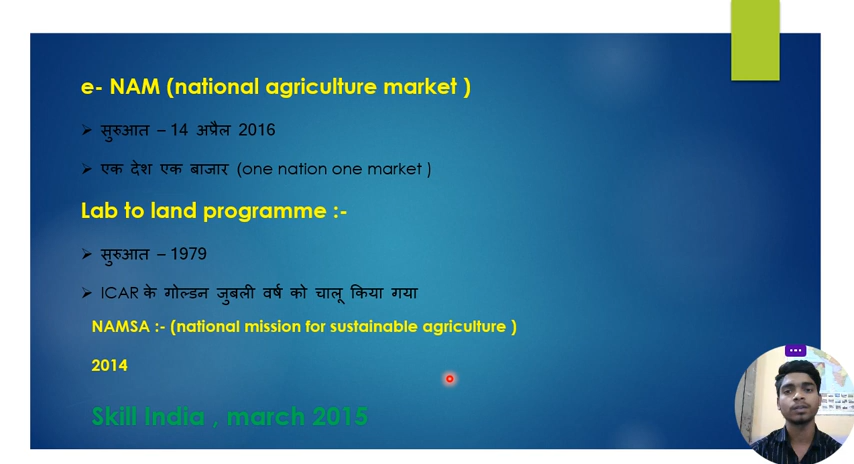 e- NAM (national agriculture market )
सुरुआत – 14 अप्रैल 2016
एक देश एक बाजार (one nation one market )
Lab to land programme :-
सुरुआत – 1979
ICAR के गोल्डन जुबली वर्ष को चालू किया गया
NAMSA :- (national mission for sustainable agriculture )
2014
Skill India , march 2015